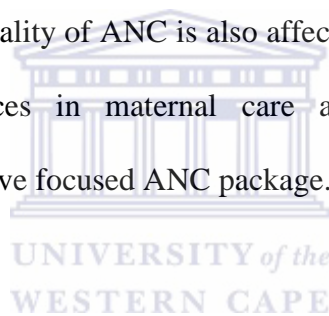 ality of ANC is also affec
ces in maternal care a
ve focused ANC package.
UNIVERSITY of the
WESTERN CAPE